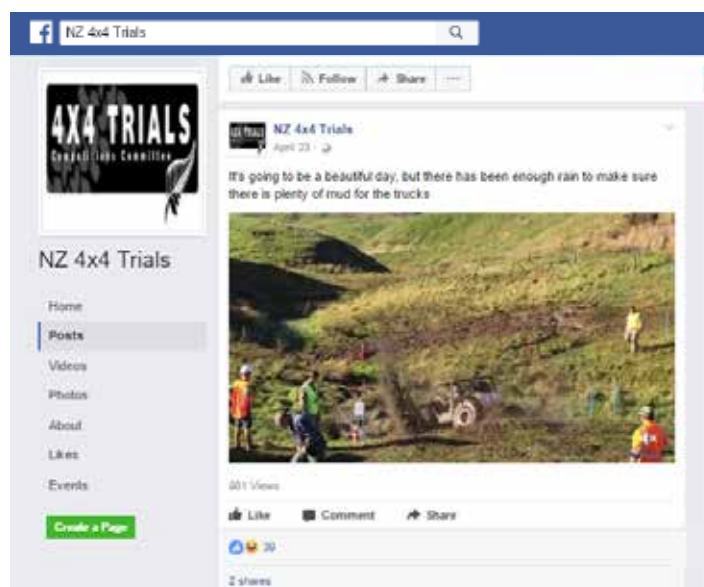 NZ 4x4 Trials
Like Follow Share ...
4X4 TRIALS
Competitions Committee
NZ 4x4 Trials
April 23
It's going to be a beautiful day, but there has been enough rain to make sure
there is plenty of mud for the trucks
NZ 4x4 Trials
Home
Posts
Videos
Photos
About
Likes
Events
Create a Page
Views
Like Comment Share
39
2 shares